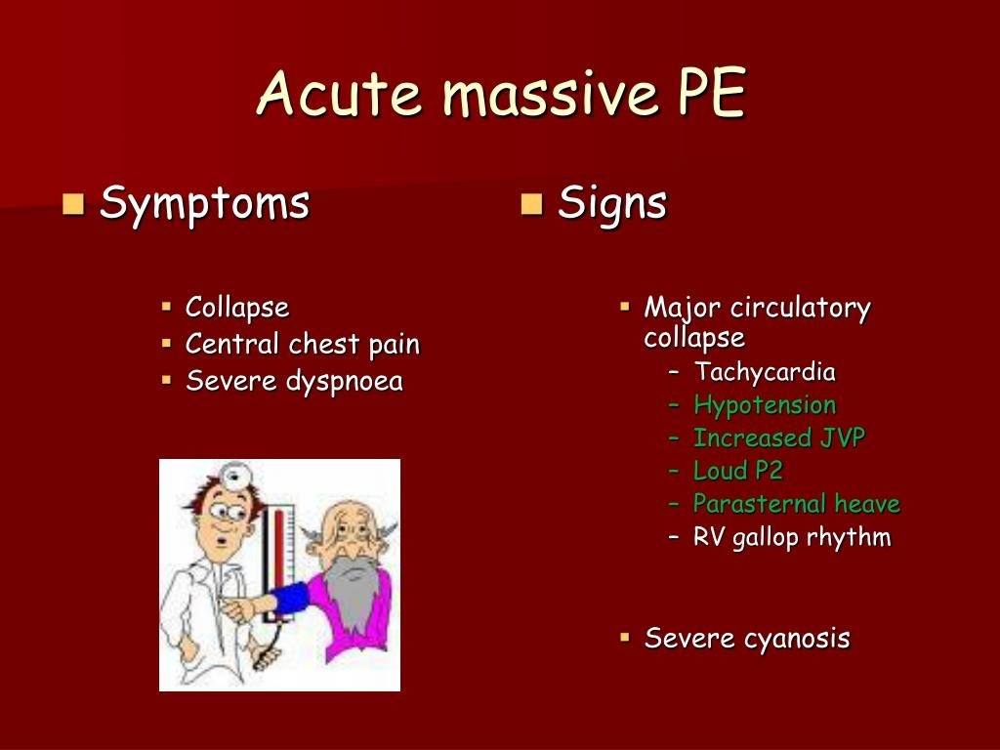 Acute massive PE
Symptoms
Collapse
Central chest pain
Severe dyspnoea
Signs
Major circulatory
collapse
– Tachycardia
– Hypotension
– Increased JVP
– Loud P2
– Parasternal heave
– RV gallop rhythm
Severe cyanosis